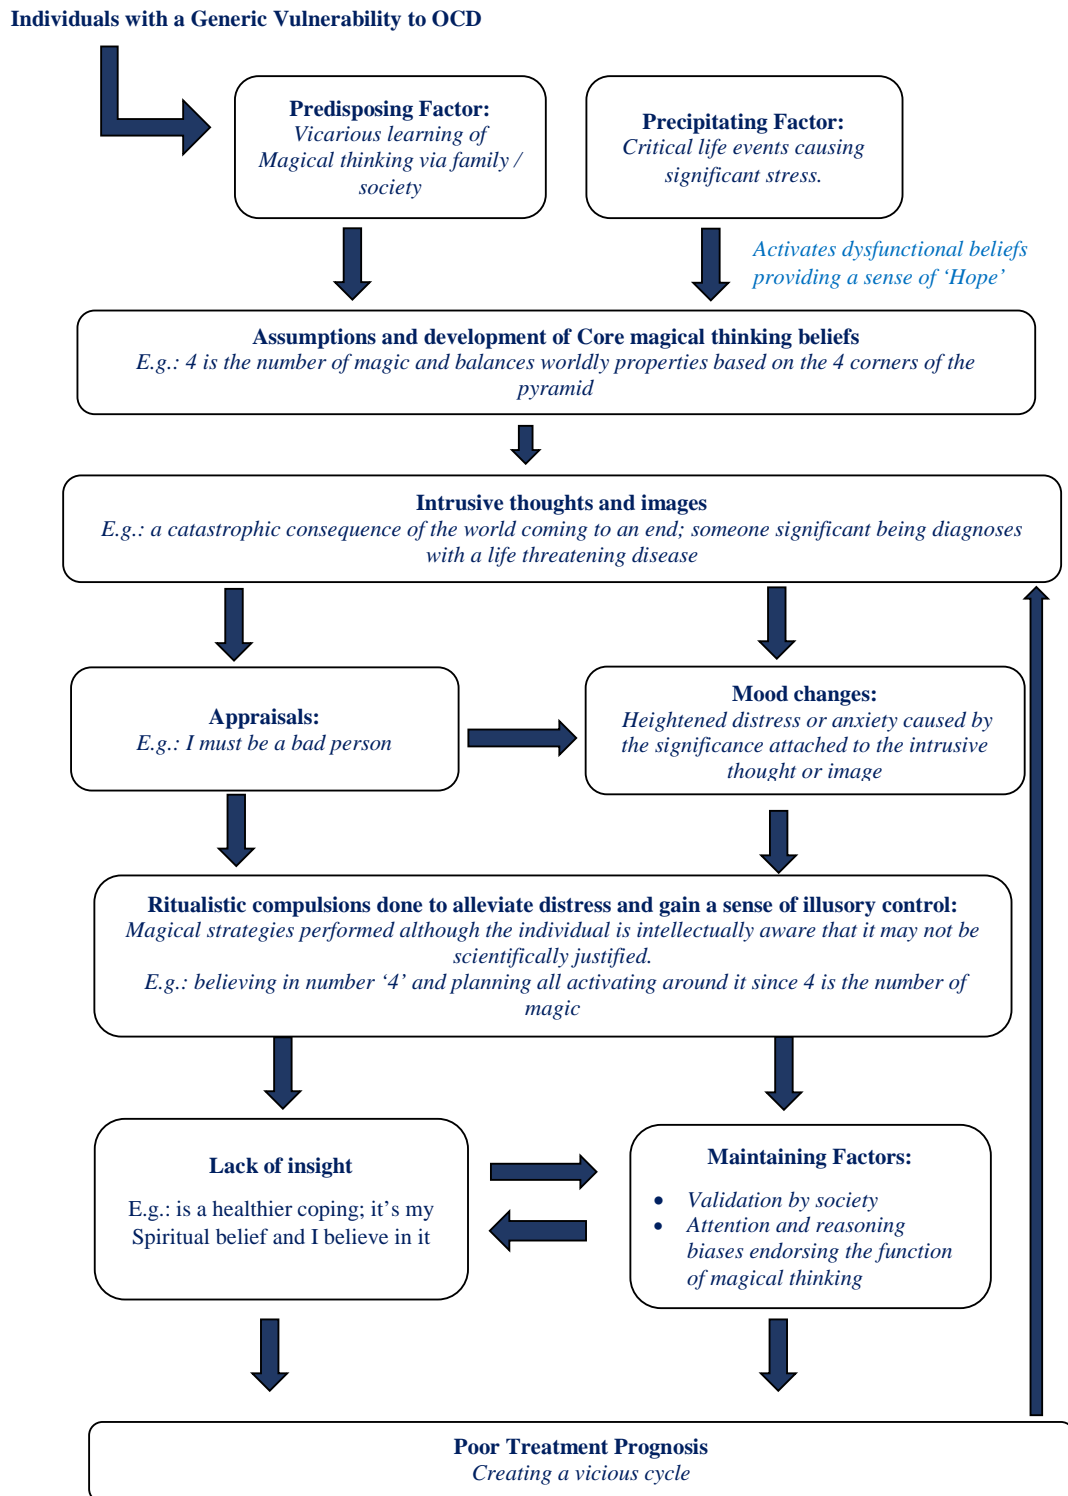 Individuals with a Generic Vulnerability to OCD
Predisposing Factor:
Vicarious learning of
Magical thinking via family /
society
Precipitating Factor:
Critical life events causing
significant stress.
Activates dysfunctional beliefs
providing a sense of ‘Hope’
Assumptions and development of Core magical thinking beliefs
E.g.: 4 is the number of magic and balances worldly properties based on the 4 corners of the
pyramid
Intrusive thoughts and images
E.g.: a catastrophic consequence of the world coming to an end; someone significant being diagnoses
with a life threatening disease
Appraisals:
E.g.: I must be a bad person
Mood changes:
Heightened distress or anxiety caused by
the significance attached to the intrusive
thought or image
Ritualistic compulsions done to alleviate distress and gain a sense of illusory control:
Magical strategies performed although the individual is intellectually aware that it may not be
scientifically justified.
E.g.: believing in number ‘4’ and planning all activating around it since 4 is the number of
magic
Lack of insight
E.g.: is a healthier coping; it’s my
Spiritual belief and I believe in it
Maintaining Factors:
• Validation by society
• Attention and reasoning
biases endorsing the function
of magical thinking
Poor Treatment Prognosis
Creating a vicious cycle